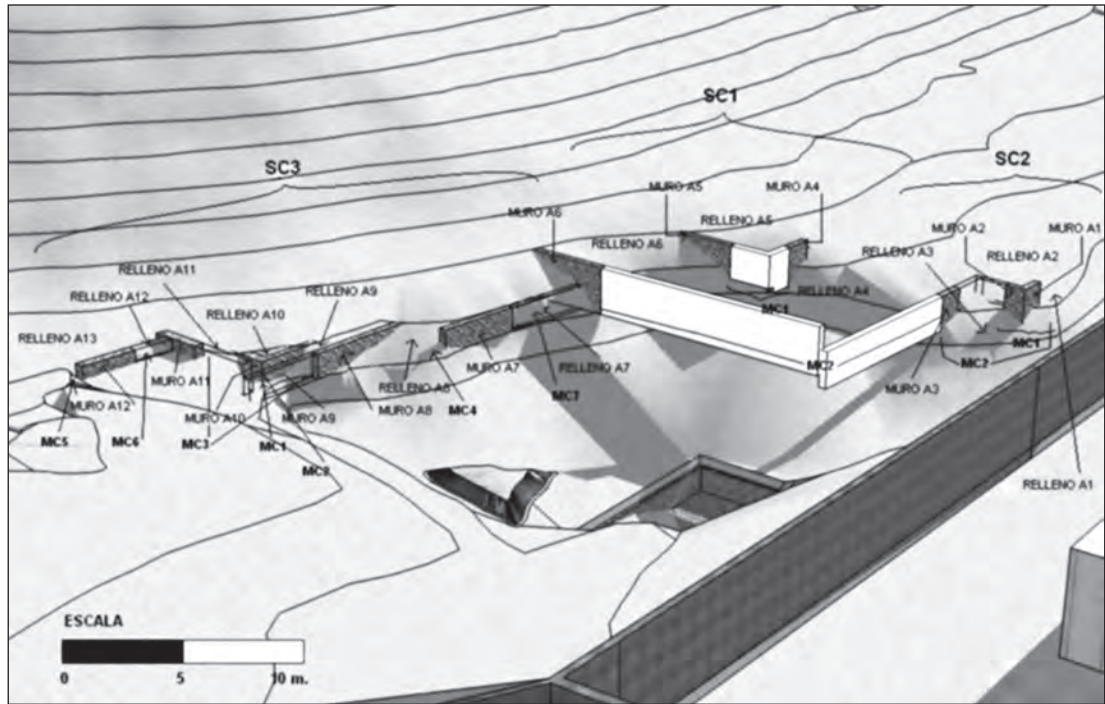 SC1
SC3
SC2
MURO A5
MURO A4
MURO A6
RELLENO A5
RELLENO A6
MURO A2
MURO A1
RELLENO A3
RELLENO A2
RELLENO A11
RELLENO A12
RELLENO A9
RELLENO A10
RELLENO A4
MC1
RELLENO A13
MC2
MC2
MC1
MURO A11
MURO A7
RELLENO A7
MURO A3
RELLENO A8
MURO A12
MURO A10
MURO A9
MURO A8
MC4
MC5
MC6
MC3
MC1
RELLENO A1
ESCALA
0
5
10 m.